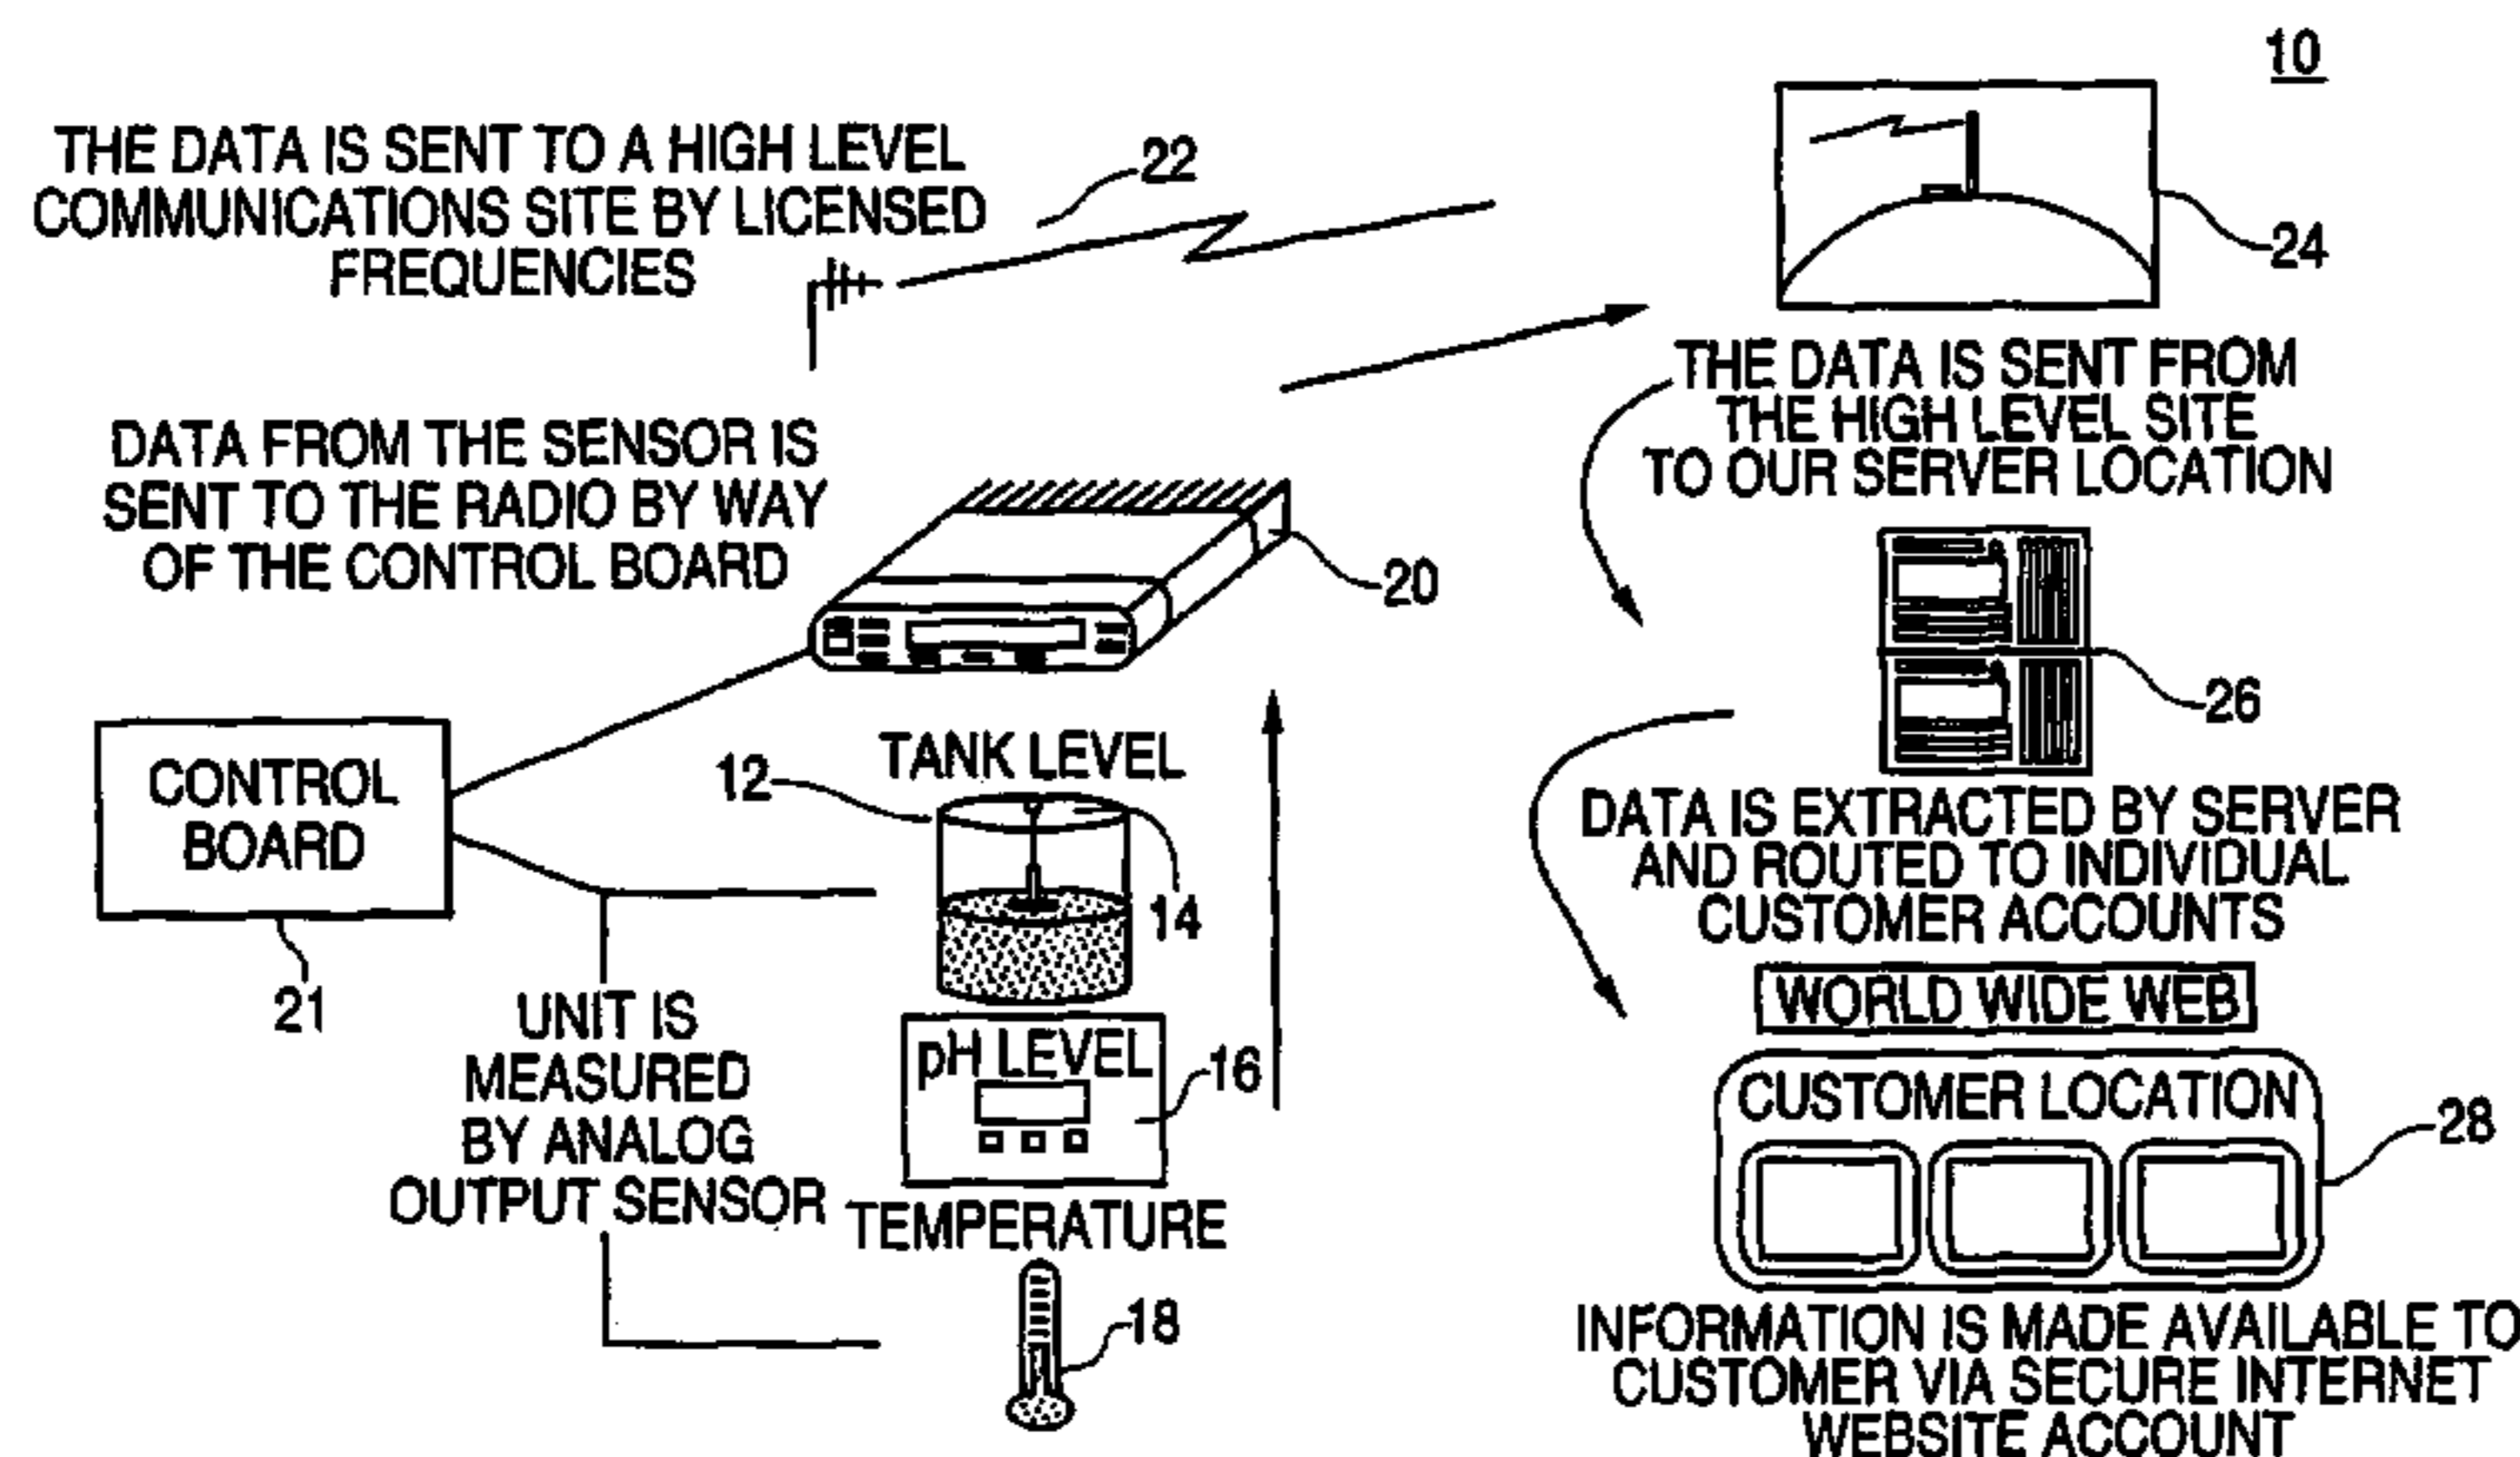 10
THE DATA IS SENT TO A HIGH LEVEL
COMMUNICATIONS SITE BY LICENSED
FREQUENCIES
22
24
DATA FROM THE SENSOR IS
SENT TO THE RADIO BY WAY
OF THE CONTROL BOARD
20
THE DATA IS SENT FROM
THE HIGH LEVEL SITE
TO OUR SERVER LOCATION
26
CONTROL
BOARD
21
12
TANK LEVEL
14
UNIT IS
MEASURED
BY ANALOG
OUTPUT SENSOR
pH LEVEL
16
TEMPERATURE
18
DATA IS EXTRACTED BY SERVER
AND ROUTED TO INDIVIDUAL
CUSTOMER ACCOUNTS
WORLD WIDE WEB
CUSTOMER LOCATION
28
INFORMATION IS MADE AVAILABLE TO
CUSTOMER VIA SECURE INTERNET
WEBSITE ACCOUNT